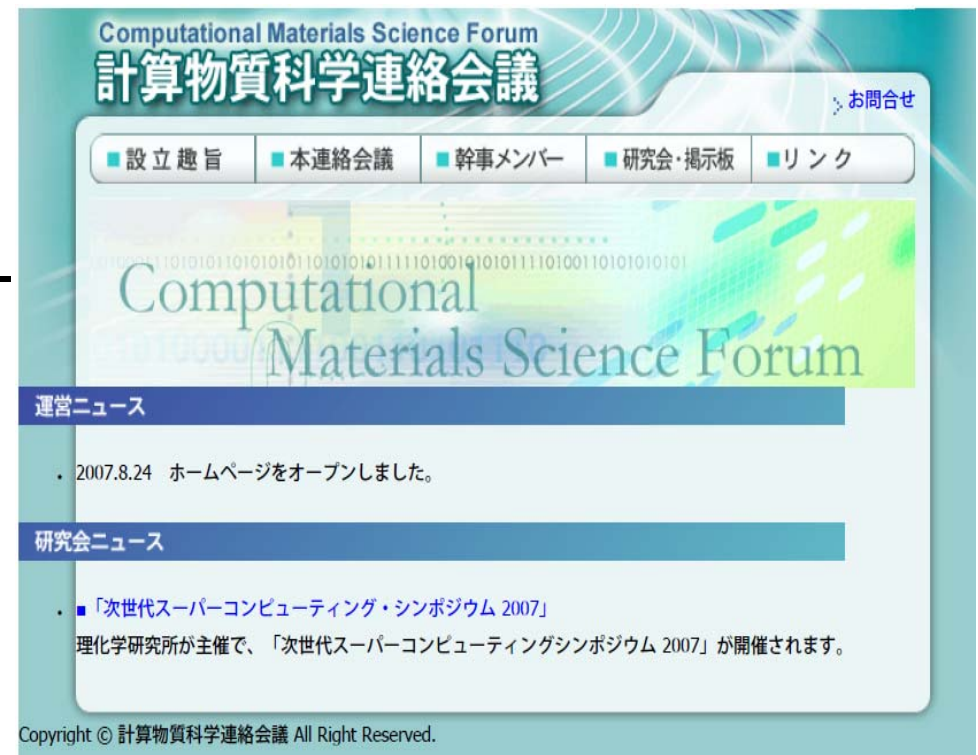 Computational Materials Science Forum
計算物質科学連絡会議
お問合せ
■設立趣旨 ■本連絡会議 ■幹事メンバー ■研究会・掲示板 ■リンク
Computational
Materials Science Forum
運営ニュース
・2007.8.24 ホームページをオープンしました。
研究会ニュース
・■「次世代スーパーコンピューティング・シンポジウム 2007」
理化学研究所が主催で、「次世代スーパーコンピューティングシンポジウム 2007」が開催されます。
Copyright © 計算物質科学連絡会議 All Right Reserved.